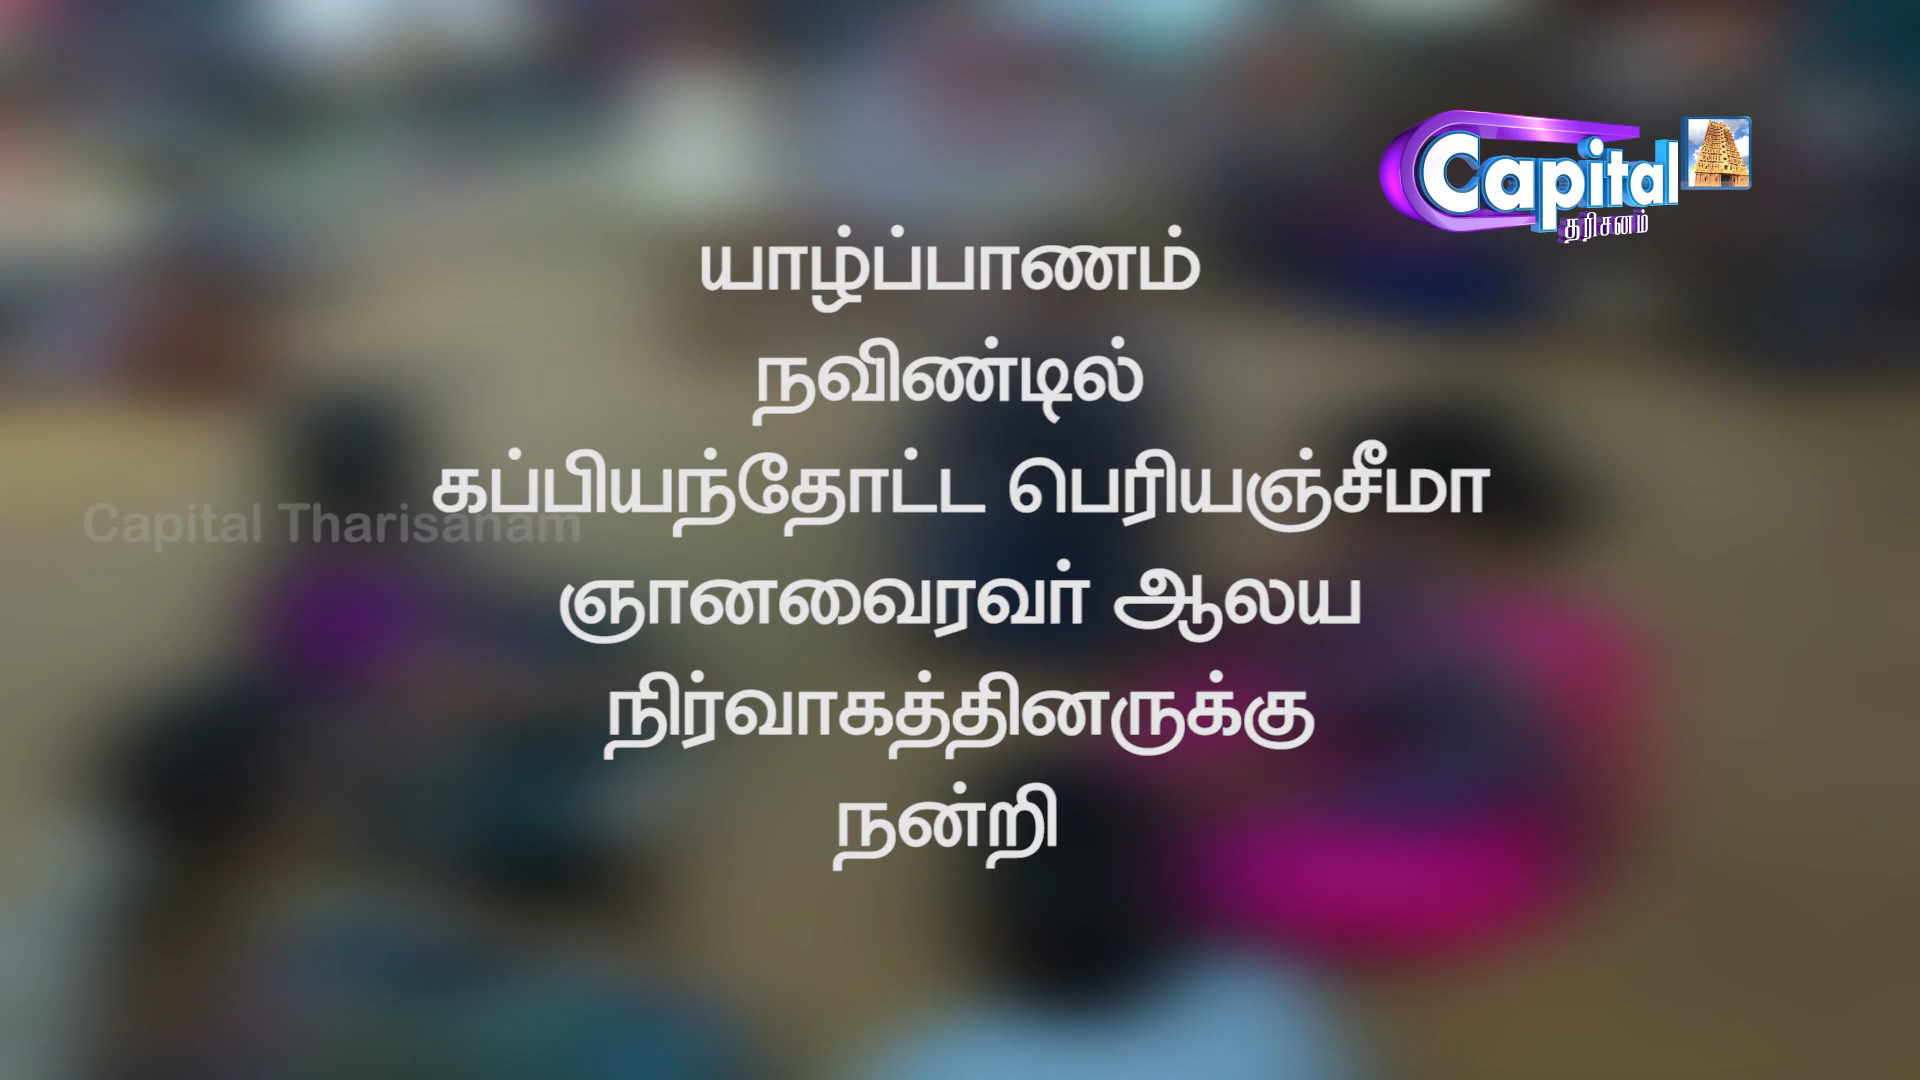 Capital
தரிசனம்
யாழ்ப்பாணம்
நவிண்டில்
கப்பியந்தோட்ட பெரியஞ்சீமா
Capital Tharisanam
ஞானவைரவர் ஆலய
நிர்வாகத்தினருக்கு
நன்றி